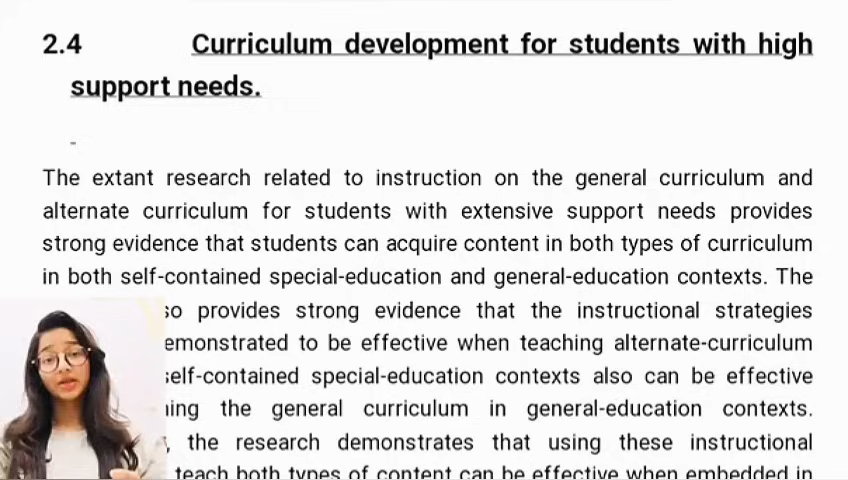 2.4 Curriculum development for students with high
support needs.
-
The extant research related to instruction on the general curriculum and
alternate curriculum for students with extensive support needs provides
strong evidence that students can acquire content in both types of curriculum
in both self-contained special-education and general-education contexts. The
so provides strong evidence that the instructional strategies
emonstrated to be effective when teaching alternate-curriculum
self-contained special-education contexts also can be effective
ing the general curriculum in general-education contexts.
, the research demonstrates that using these instructional
teach both types of content can be effective when embedded in